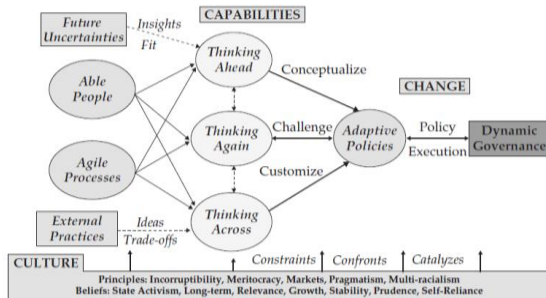 CAPABILITIES
Future
Uncertainties
Insights
Fit
Thinking
Ahead
Conceptualize
Able
People
CHANGE
Thinking
Again
Challenge
Adaptive
Policies
Policy
Execution
Dynamic
Governance
Agile
Processes
Customize
External
Practices
Ideas
Trade-offs
Thinking
Across
CULTURE
Constraints
Confronts
Catalyzes
Principles: Incorruptibility, Meritocracy, Markets, Pragmatism, Multi-racialism
Beliefs: State Activism, Long-term, Relevance, Growth, Stability, Prudence, Self-Reliance